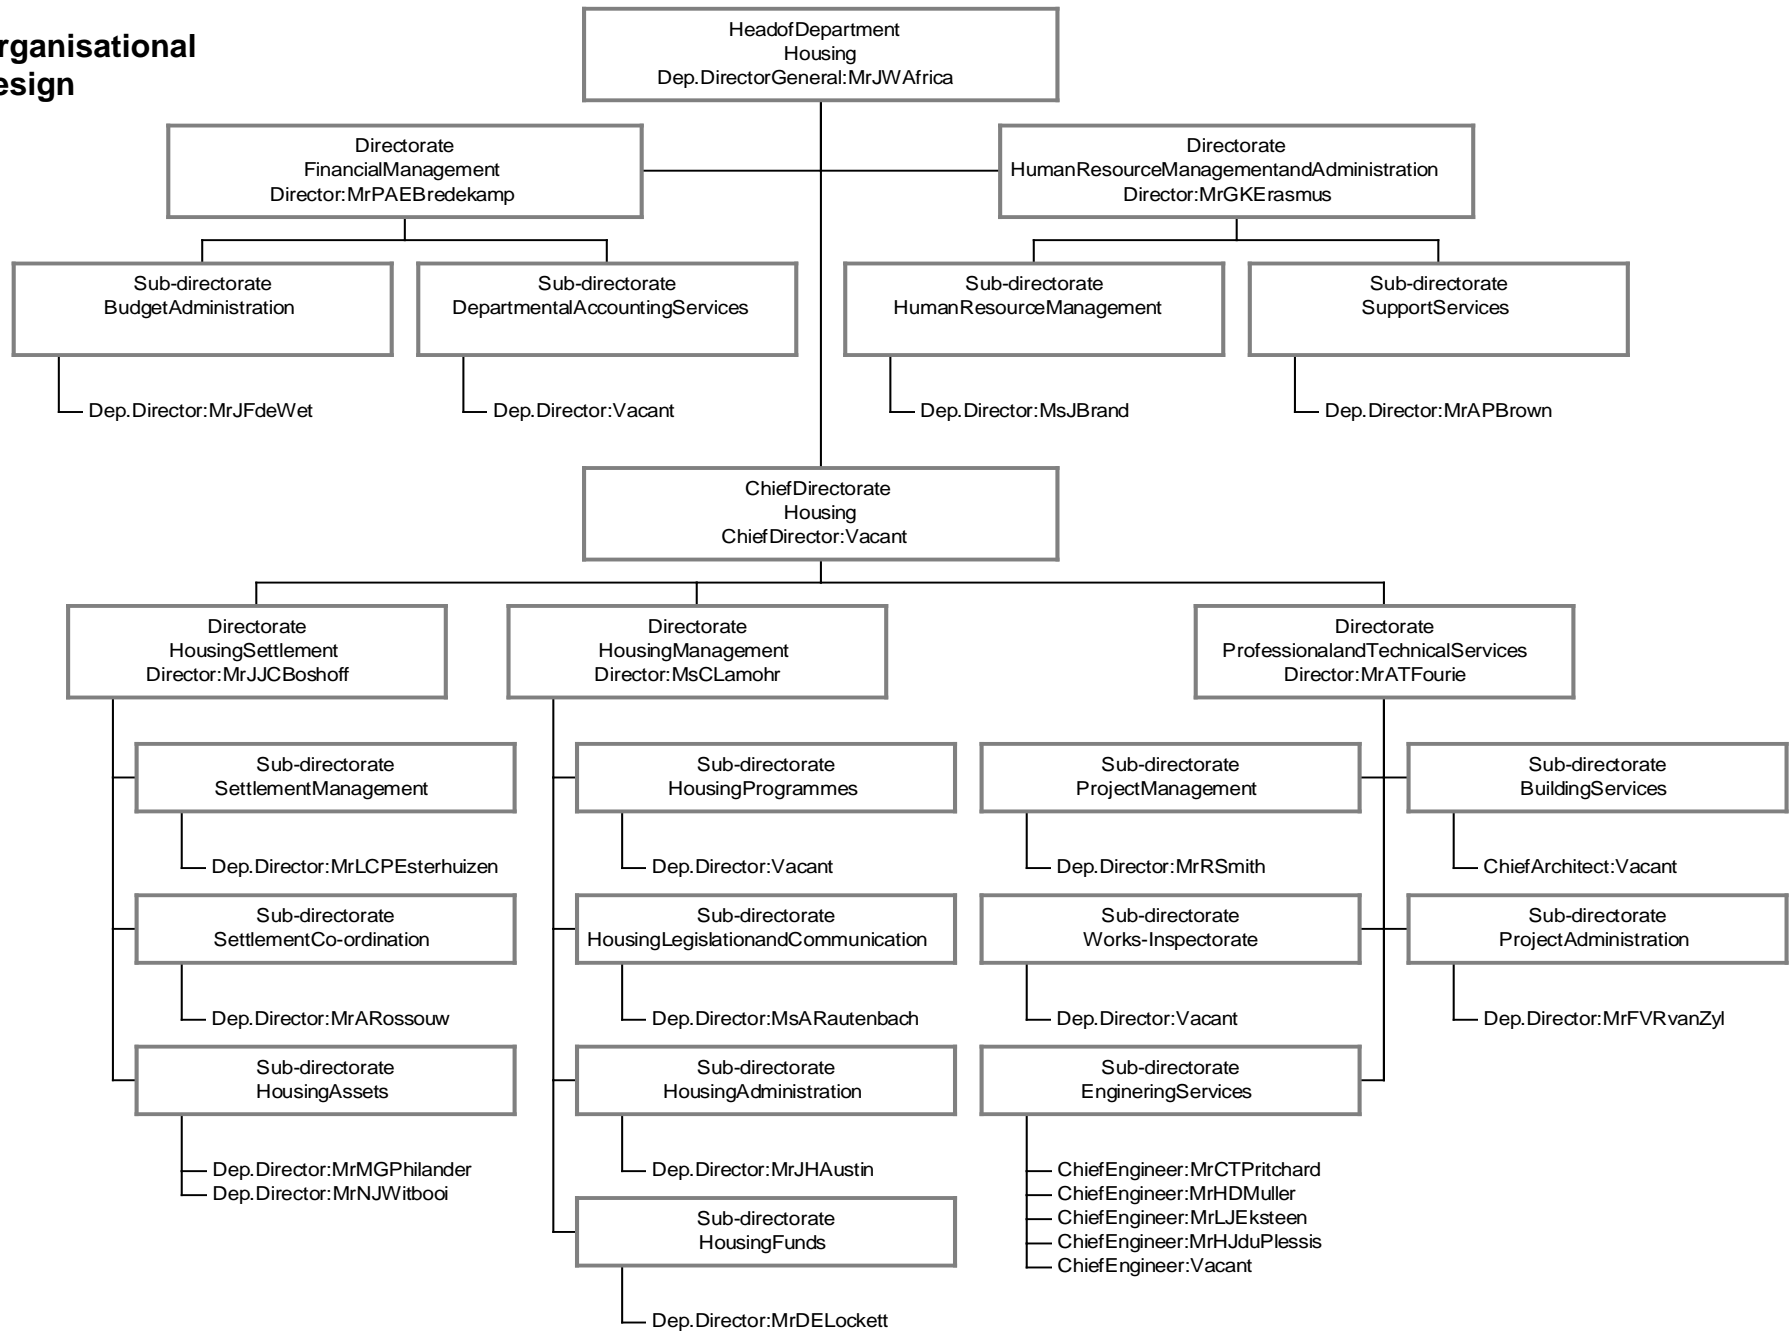 rganisational
esign
HeadofDepartment
Housing
Dep.DirectorGeneral:MrJWAfrica
Directorate
FinancialManagement
Director:MrPAEBredekamp
Directorate
HumanResourceManagementandAdministration
Director:MrGKErasmus
Sub-directorate
BudgetAdministration
Sub-directorate
DepartmentalAccountingServices
Sub-directorate
HumanResourceManagement
Sub-directorate
SupportServices
Dep.Director:MrJFdeWet
Dep.Director:Vacant
Dep.Director:MsJBrand
Dep.Director:MrAPBrown
ChiefDirectorate
Housing
ChiefDirector:Vacant
Directorate
HousingSettlement
Director:MrJJCBoshoff
Directorate
HousingManagement
Director:MsCLamohr
Directorate
ProfessionalandTechnicalServices
Director:MrATFourie
Sub-directorate
SettlementManagement
Dep.Director:MrLCPEsterhuizen
Sub-directorate
SettlementCo-ordination
Dep.Director:MrARossouw
Sub-directorate
HousingAssets
Dep.Director:MrMGPhilander
Dep.Director:MrNJWitbooi
Sub-directorate
HousingProgrammes
Dep.Director:Vacant
Sub-directorate
HousingLegislationandCommunication
Dep.Director:MsARautenbach
Sub-directorate
HousingAdministration
Dep.Director:MrJHAustin
Sub-directorate
HousingFunds
Dep.Director:MrDELockett
Sub-directorate
ProjectManagement
Dep.Director:MrRSmith
Sub-directorate
Works-Inspectorate
Dep.Director:Vacant
Sub-directorate
EngineringServices
ChiefEngineer:MrCTPritchard
ChiefEngineer:MrHDMuller
ChiefEngineer:MrLJEksteen
ChiefEngineer:MrHJduPlessis
ChiefEngineer:Vacant
Sub-directorate
BuildingServices
ChiefArchitect:Vacant
Sub-directorate
ProjectAdministration
Dep.Director:MrFVRvanZyl